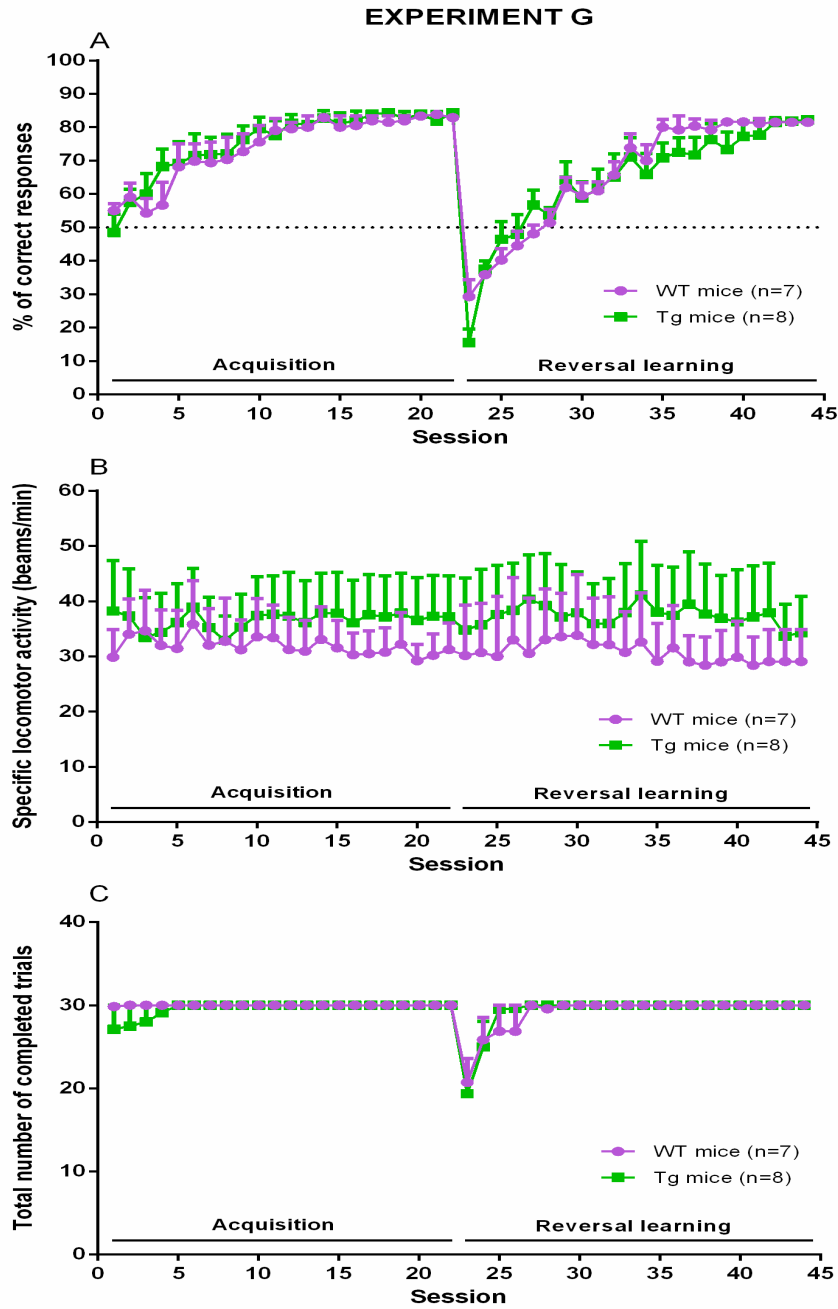 EXPERIMENT G
A
100
90
80
70
60
50
40
30
20
10
0
% of correct responses
WT mice (n=7)
Tg mice (n=8)
Acquisition
Reversal learning
0 5 10 15 20 25 30 35 40 45
Session
B
60
50
40
30
20
10
0
Specific locomotor activity (beams/min)
WT mice (n=7)
Tg mice (n=8)
Acquisition
Reversal learning
0 5 10 15 20 25 30 35 40 45
Session
C
40
30
20
10
0
Total number of completed trials
WT mice (n=7)
Tg mice (n=8)
Acquisition
Reversal learning
0 5 10 15 20 25 30 35 40 45
Session